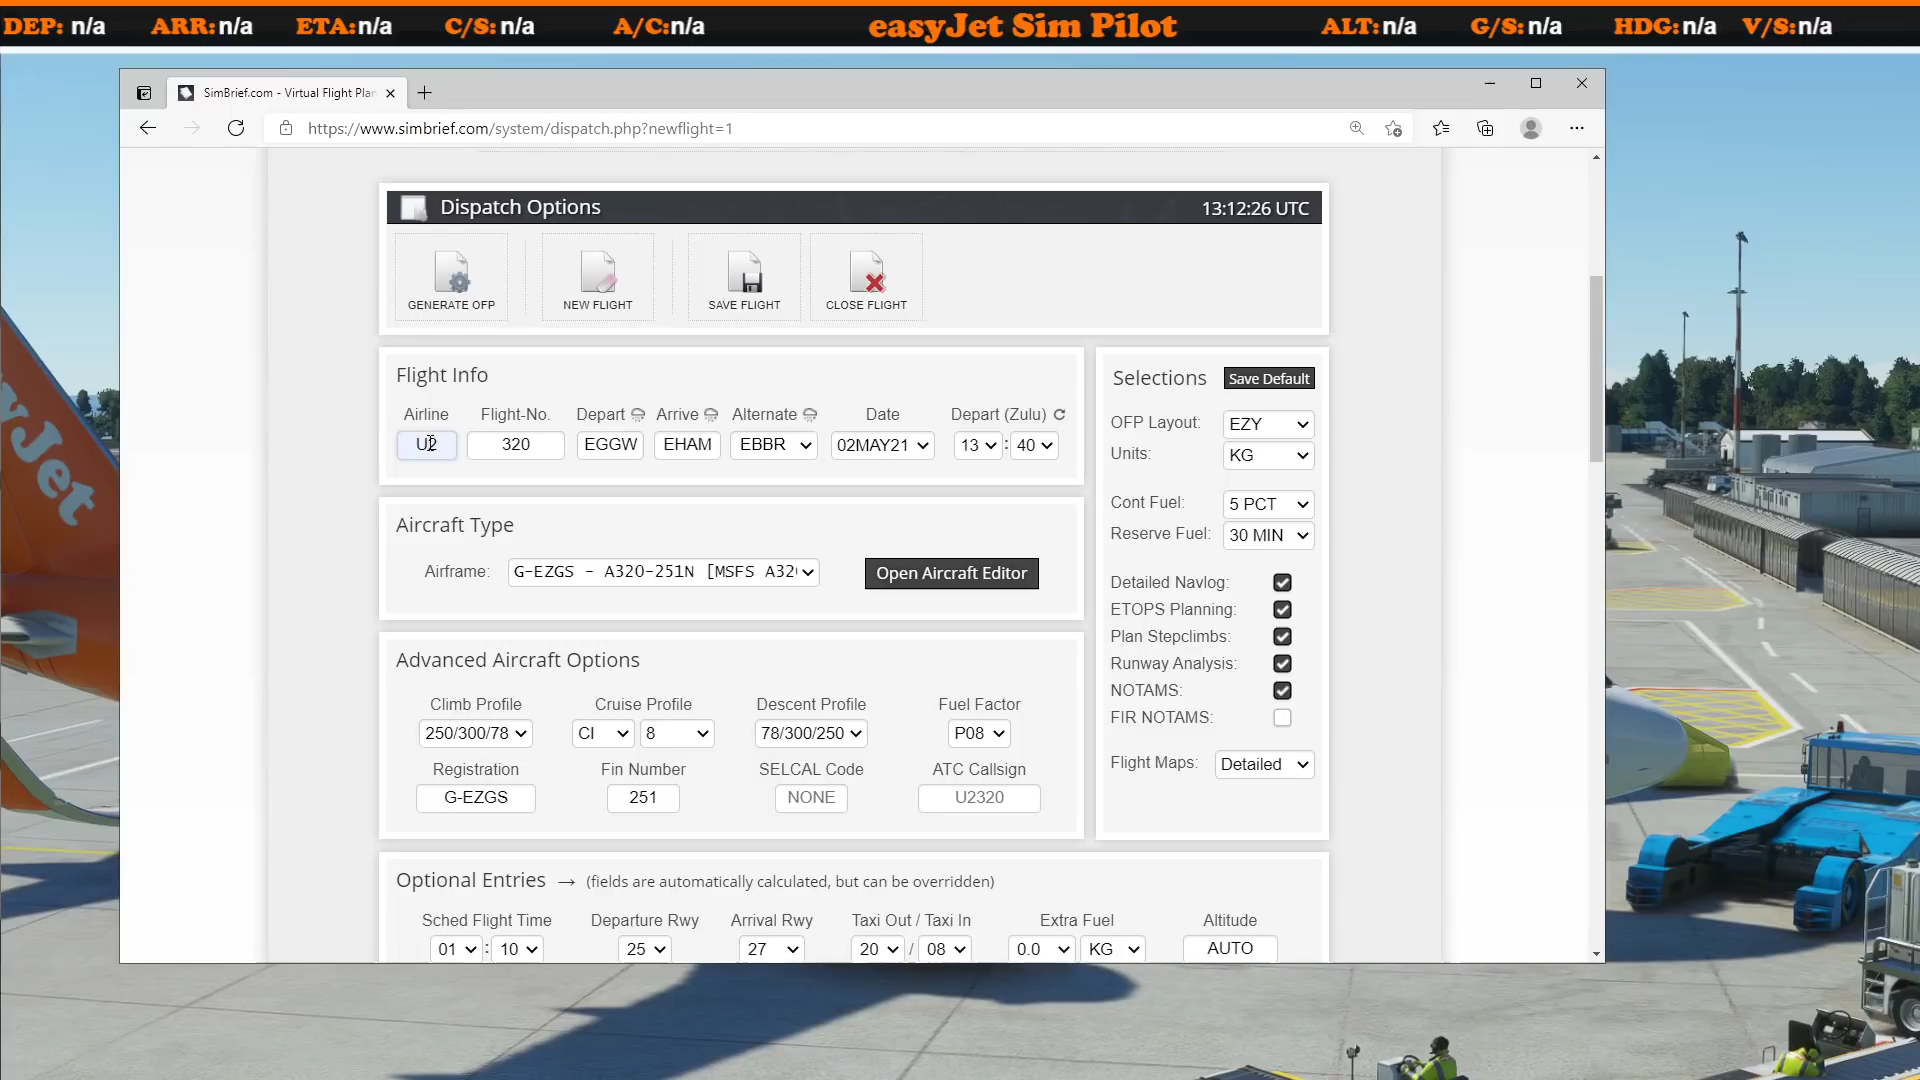 DEP: n/a ARR: n/a ETA: n/a C/S: n/a A/C: n/a easyJet Sim Pilot ALT: n/a G/S: n/a HDG: n/a V/S: n/a
SimBrief.com - Virtual Flight Plan
https://www.simbrief.com/system/dispatch.php?newflight=1
Dispatch Options 13:12:26 UTC
GENERATE OFP NEW FLIGHT SAVE FLIGHT CLOSE FLIGHT
Flight Info
Airline Flight-No. Depart Arrive Alternate Date Depart (Zulu)
U2 320 EGGW EHAM EBBR 02MAY21 13 : 40
Selections Save Default
OFP Layout: EZY
Units: KG
Cont Fuel: 5 PCT
Reserve Fuel: 30 MIN
Detailed Navlog:
ETOPS Planning:
Plan Stepclimbs:
Runway Analysis:
NOTAMS:
FIR NOTAMS:
Flight Maps: Detailed
Aircraft Type
Airframe: G-EZGS - A320-251N [MSFS A32 Open Aircraft Editor
Advanced Aircraft Options
Climb Profile Cruise Profile Descent Profile Fuel Factor
250/300/78 CI 8 78/300/250 P08
Registration Fin Number SELCAL Code ATC Callsign
G-EZGS 251 NONE U2320
Optional Entries → (fields are automatically calculated, but can be overridden)
Sched Flight Time Departure Rwy Arrival Rwy Taxi Out / Taxi In Extra Fuel Altitude
01 : 10 25 27 20 / 08 0.0 KG AUTO
yJet